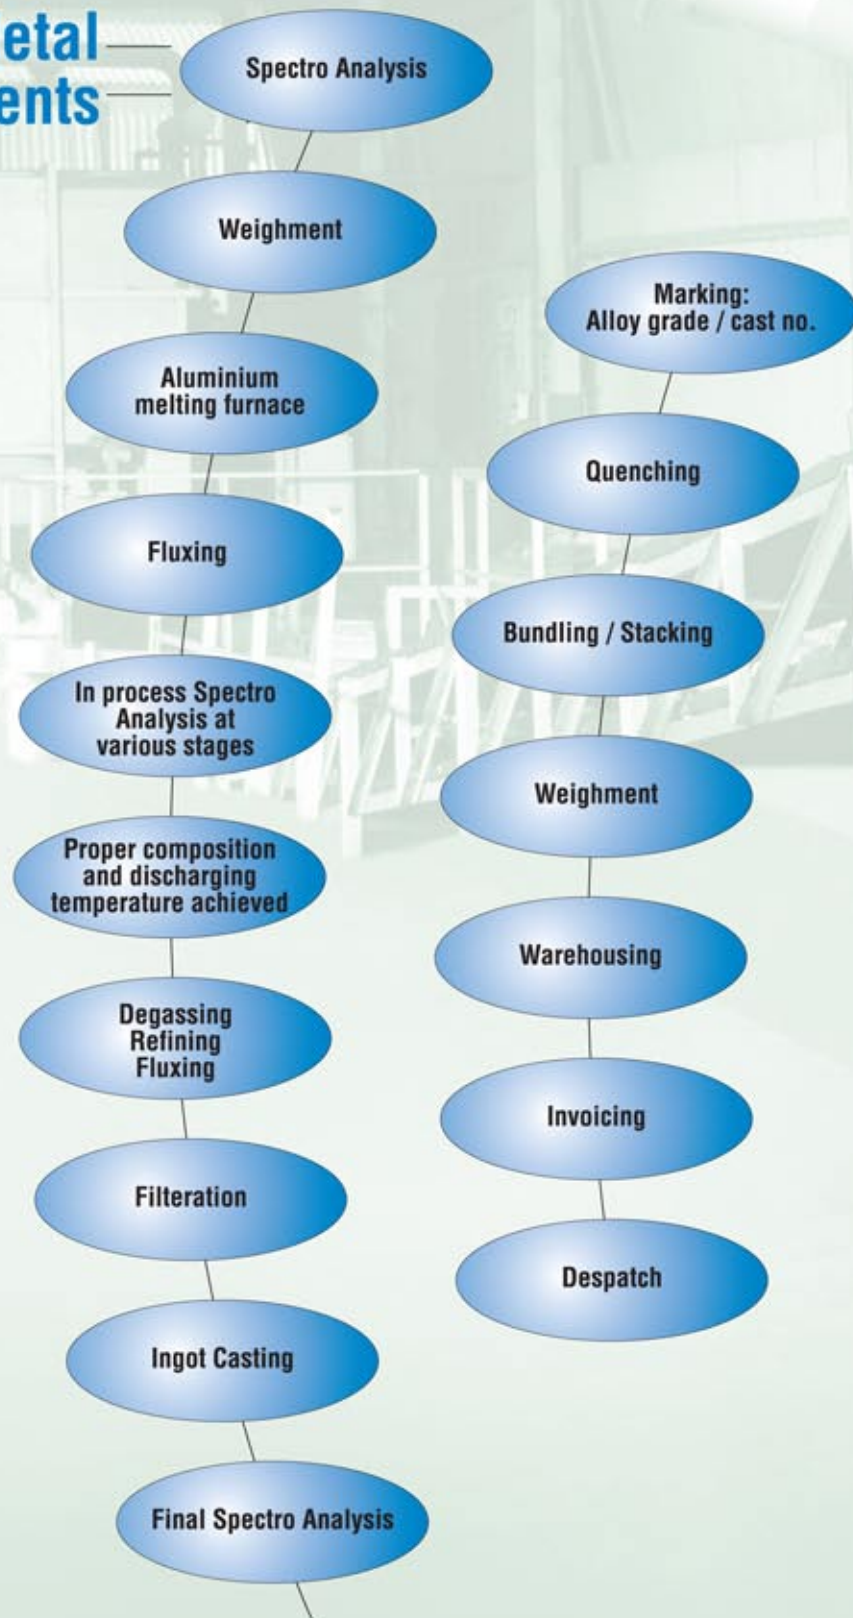 etal
ents
Spectro Analysis
Weighment
Aluminium
melting furnace
Fluxing
In process Spectro
Analysis at
various stages
Proper composition
and discharging
temperature achieved
Degassing
Refining
Fluxing
Filteration
Ingot Casting
Final Spectro Analysis
Marking:
Alloy grade / cast no.
Quenching
Bundling / Stacking
Weighment
Warehousing
Invoicing
Despatch